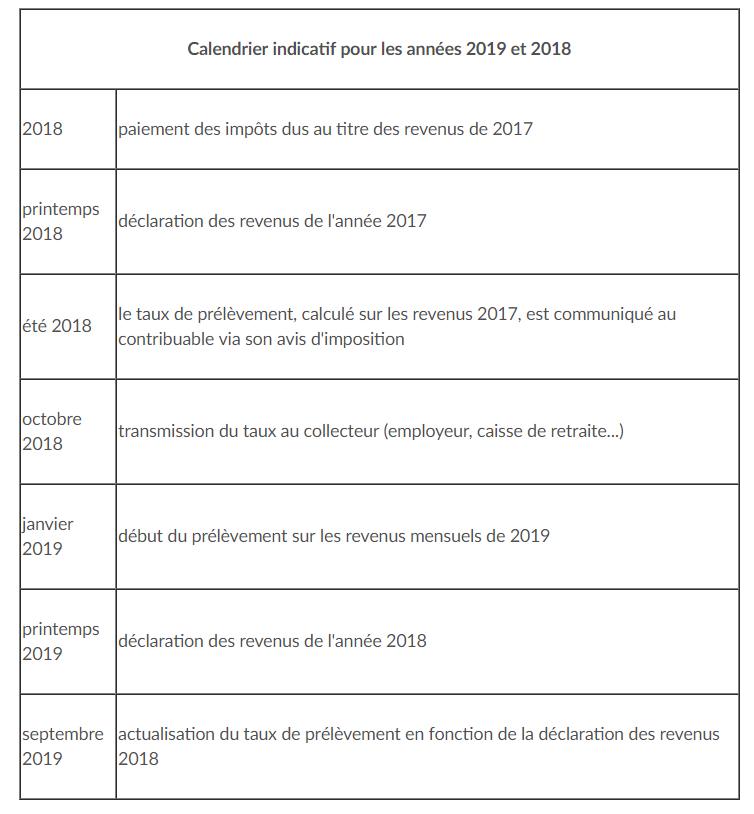 Calendrier indicatif pour les années 2019 et 2018
2018
paiement des impôts dus au titre des revenus de 2017
printemps
2018
déclaration des revenus de l'année 2017
été 2018
le taux de prélèvement, calculé sur les revenus 2017, est communiqué au
contribuable via son avis d'imposition
octobre
2018
transmission du taux au collecteur (employeur, caisse de retraite...)
janvier
2019
début du prélèvement sur les revenus mensuels de 2019
printemps
2019
déclaration des revenus de l'année 2018
septembre
2019
actualisation du taux de prélèvement en fonction de la déclaration des revenus
2018